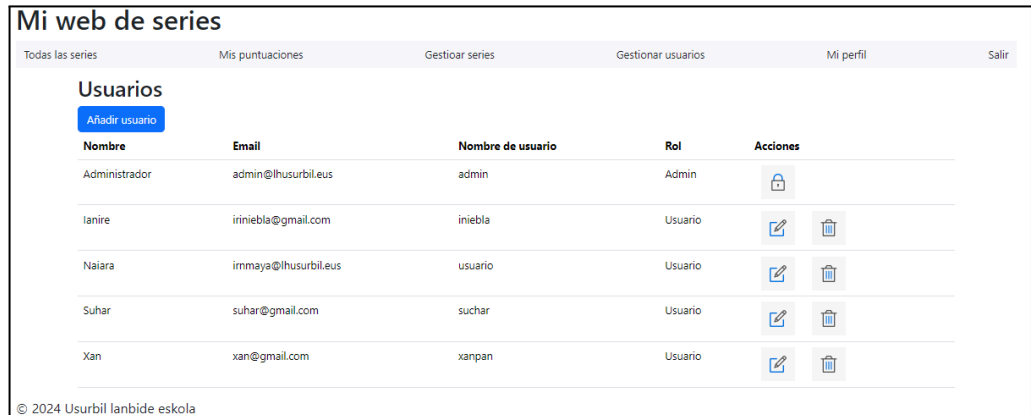 Mi web de series
Todas las series Mis puntuaciones Gestioar series Gestionar usuarios Mi perfil Salir
Usuarios
Añadir usuario
Nombre Email Nombre de usuario Rol Acciones
Administrador admin@lhusurbil.eus admin Admin
Ianire iriniebla@gmail.com iniebla Usuario
Naiara irnmaya@lhusurbil.eus usuario Usuario
Suhar suhar@gmail.com suchar Usuario
Xan xan@gmail.com xanpan Usuario
© 2024 Usurbil lanbide eskola